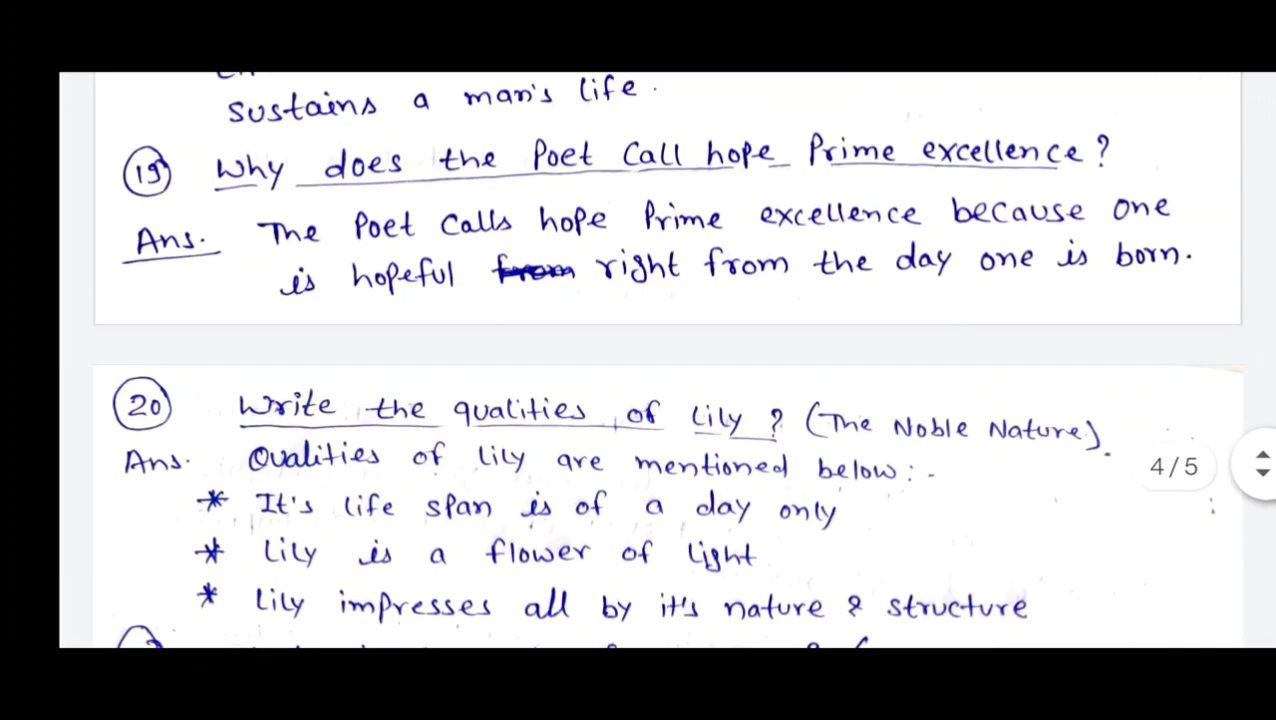 sustains a man's life.
19 Why does the Poet Call hope Prime excellence?
Ans. The Poet Calls hope Prime excellence because one
is hopeful from right from the day one is born.
20 Write the qualities of Lily? (The Noble Nature).
Ans. Qualities of lily are mentioned below:-
* It's life span is of a day only
* Lily is a flower of light
* Lily impresses all by it's nature & structure
4/5